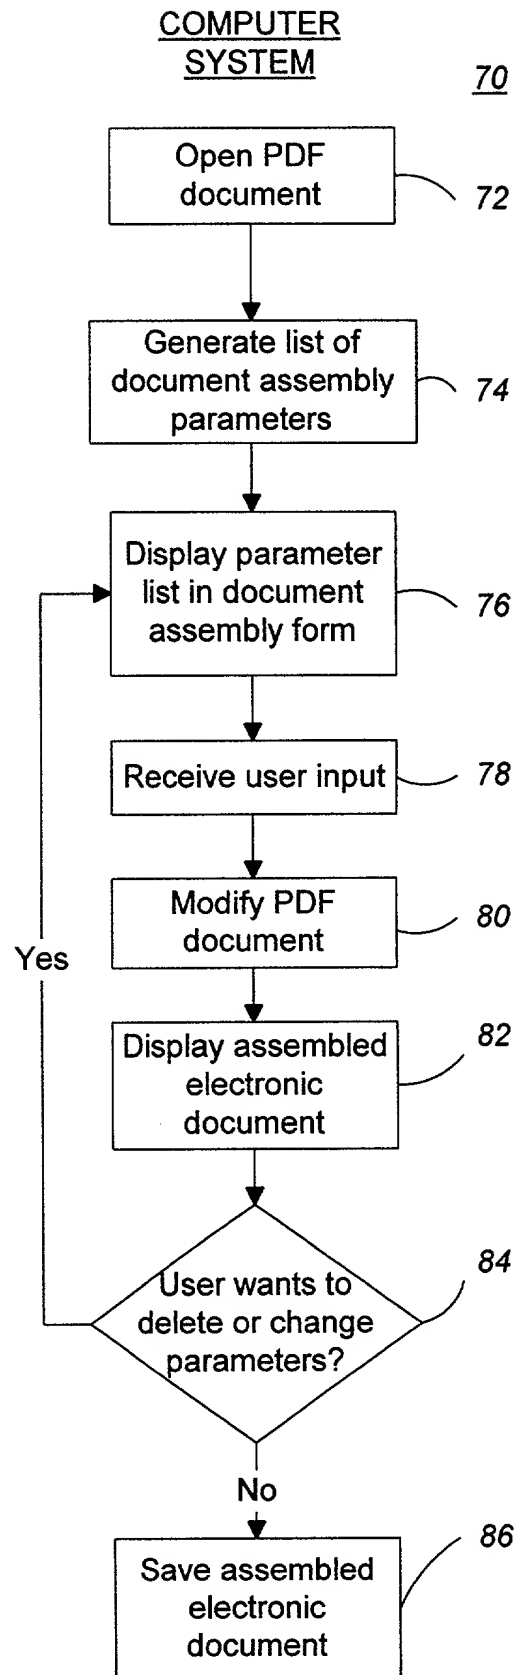 COMPUTER
SYSTEM
70
Open PDF
document
72
Generate list of
document assembly
parameters
74
Display parameter
list in document
assembly form
76
Receive user input
78
Modify PDF
document
80
Yes
Display assembled
electronic
document
82
User wants to
delete or change
parameters?
84
No
Save assembled
electronic
document
86